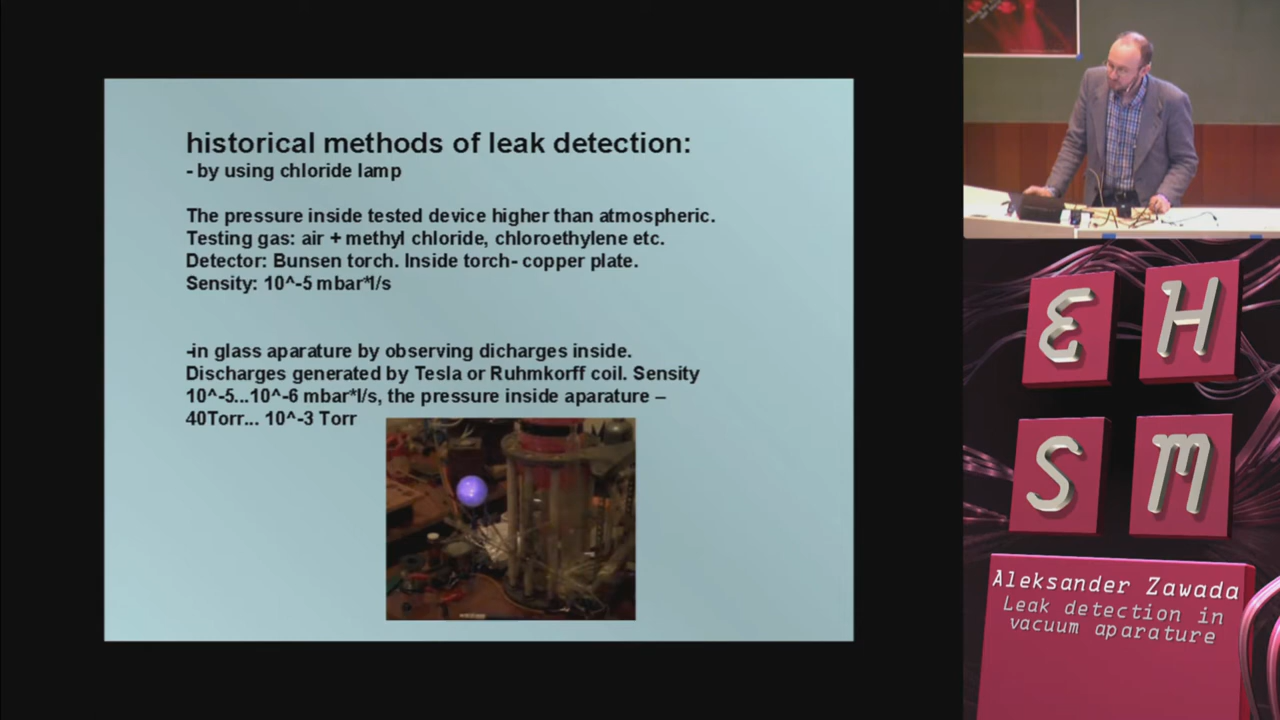 historical methods of leak detection:
- by using chloride lamp
The pressure inside tested device higher than atmospheric.
Testing gas: air + methyl chloride, chloroethylene etc.
Detector: Bunsen torch. Inside torch- copper plate.
Sensity: 10^-5 mbar*l/s
-in glass aparature by observing dicharges inside.
Discharges generated by Tesla or Ruhmkorff coil. Sensity
10^-5...10^-6 mbar*l/s, the pressure inside aparature –
40Torr... 10^-3 Torr
E H
S M
Aleksander Zawada
Leak detection in
vacuum aparature